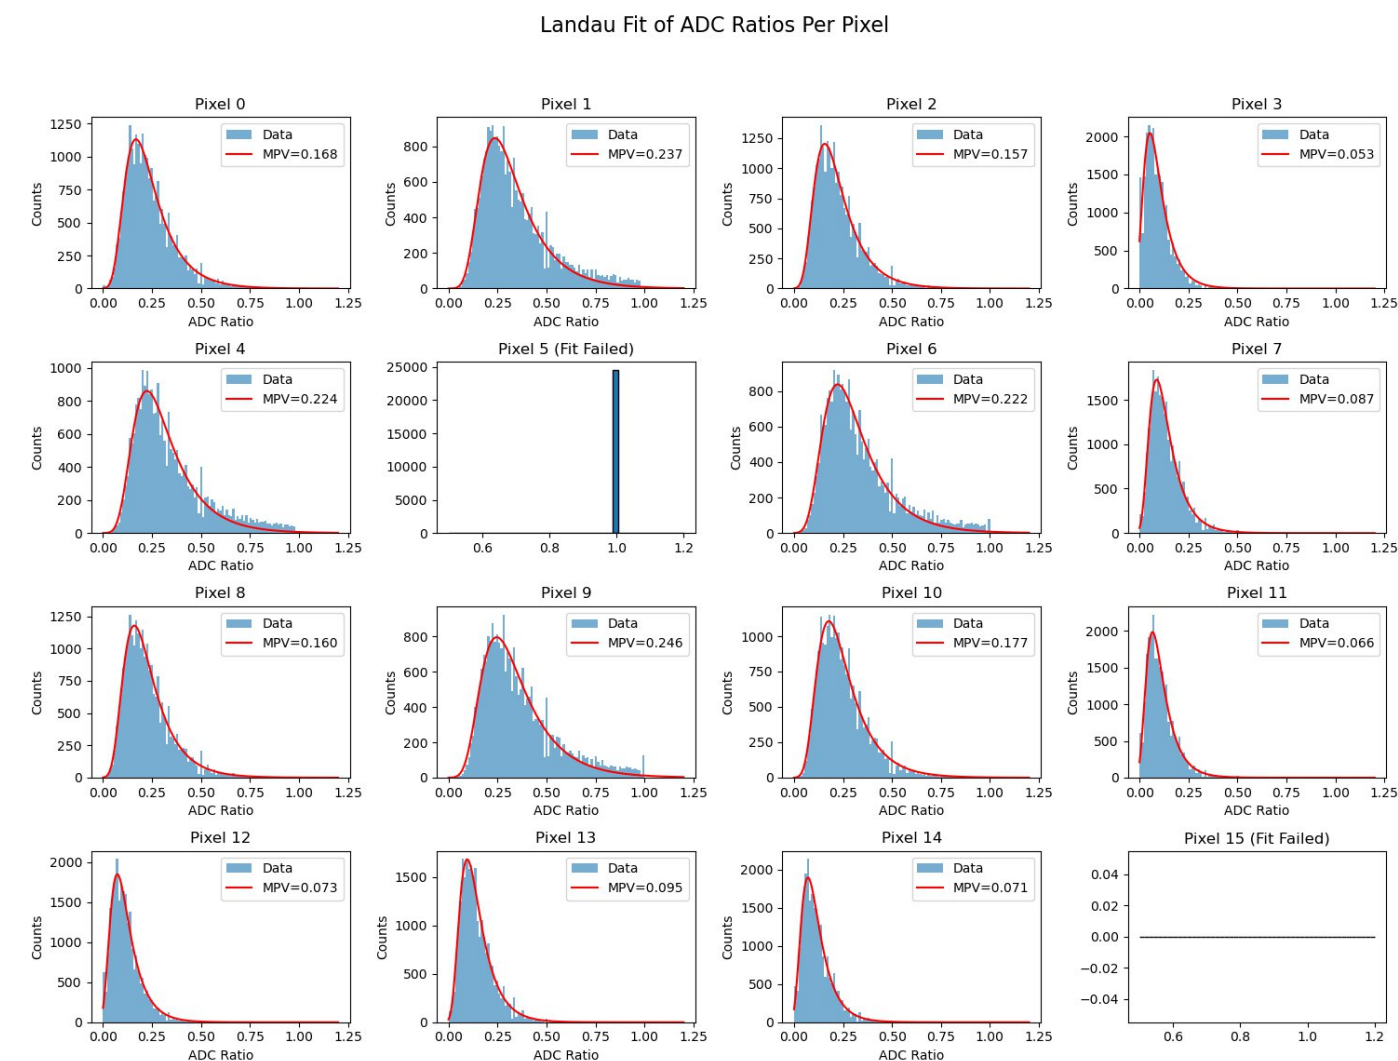 Landau Fit of ADC Ratios Per Pixel
Pixel 0
Pixel 1
Pixel 2
Pixel 3
1250
1000
750
500
250
0
Counts
Data
MPV=0.168
0.00 0.25 0.50 0.75 1.00 1.25
ADC Ratio
800
600
400
200
0
Counts
Data
MPV=0.237
0.00 0.25 0.50 0.75 1.00 1.25
ADC Ratio
1250
1000
750
500
250
0
Counts
Data
MPV=0.157
0.00 0.25 0.50 0.75 1.00 1.25
ADC Ratio
2000
1500
1000
500
0
Counts
Data
MPV=0.053
0.00 0.25 0.50 0.75 1.00 1.25
ADC Ratio
Pixel 4
Pixel 5 (Fit Failed)
Pixel 6
Pixel 7
1000
800
600
400
200
0
Counts
Data
MPV=0.224
0.00 0.25 0.50 0.75 1.00 1.25
ADC Ratio
25000
20000
15000
10000
5000
0
0.6 0.8 1.0 1.2
800
600
400
200
0
Counts
Data
MPV=0.222
0.00 0.25 0.50 0.75 1.00 1.25
ADC Ratio
1500
1000
500
0
Counts
Data
MPV=0.087
0.00 0.25 0.50 0.75 1.00 1.25
ADC Ratio
Pixel 8
Pixel 9
Pixel 10
Pixel 11
1250
1000
750
500
250
0
Counts
Data
MPV=0.160
0.00 0.25 0.50 0.75 1.00 1.25
ADC Ratio
800
600
400
200
0
Counts
Data
MPV=0.246
0.00 0.25 0.50 0.75 1.00 1.25
ADC Ratio
1000
750
500
250
0
Counts
Data
MPV=0.177
0.00 0.25 0.50 0.75 1.00 1.25
ADC Ratio
2000
1500
1000
500
0
Counts
Data
MPV=0.066
0.00 0.25 0.50 0.75 1.00 1.25
ADC Ratio
Pixel 12
Pixel 13
Pixel 14
Pixel 15 (Fit Failed)
2000
1500
1000
500
0
Counts
Data
MPV=0.073
0.00 0.25 0.50 0.75 1.00 1.25
ADC Ratio
1500
1000
500
0
Counts
Data
MPV=0.095
0.00 0.25 0.50 0.75 1.00 1.25
ADC Ratio
2000
1500
1000
500
0
Counts
Data
MPV=0.071
0.00 0.25 0.50 0.75 1.00 1.25
ADC Ratio
0.04
0.02
0.00
−0.02
−0.04
0.6 0.8 1.0 1.2